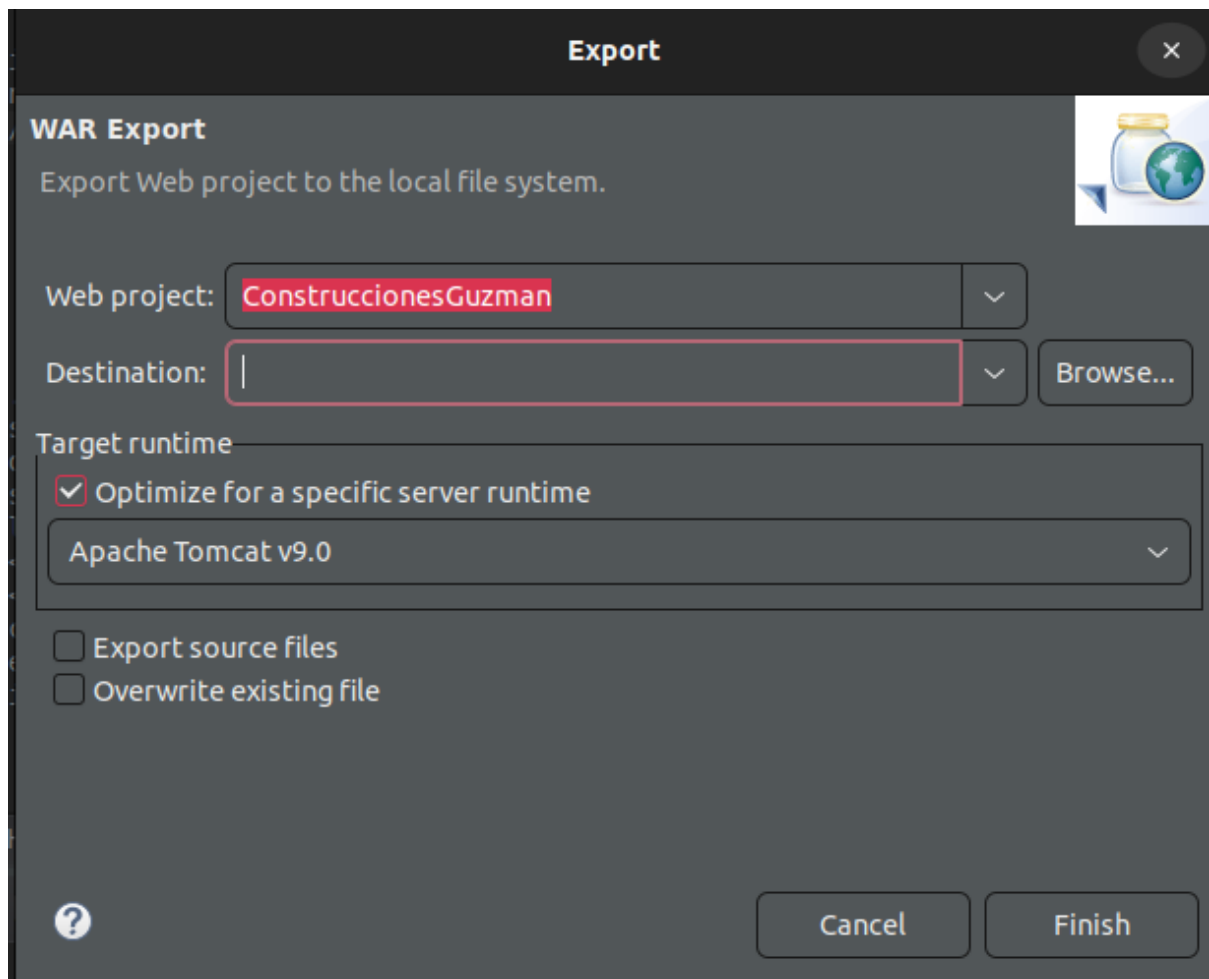 Export
WAR Export
Export Web project to the local file system.
Web project: ConstruccionesGuzman
Destination: Browse...
Target runtime
Optimize for a specific server runtime
Apache Tomcat v9.0
Export source files
Overwrite existing file
Cancel Finish